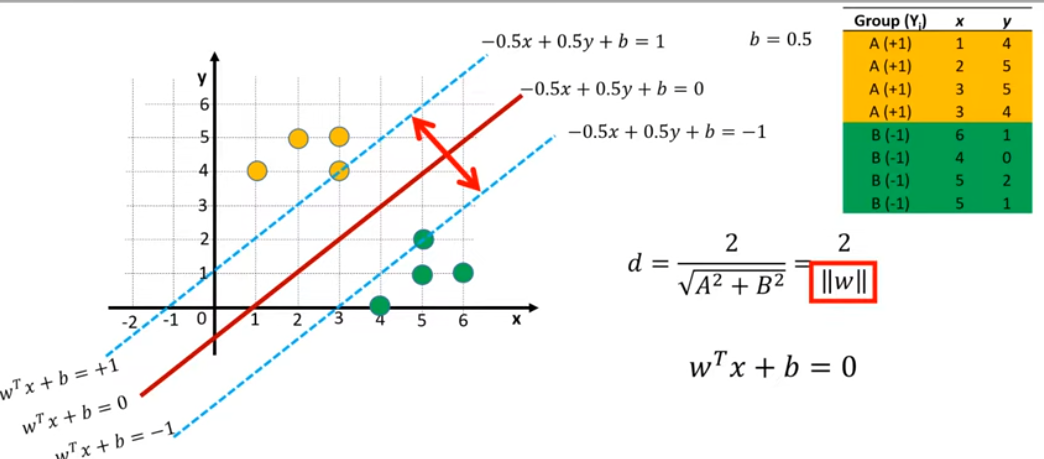 −0.5x + 0.5y + b = 1
b = 0.5
−0.5x + 0.5y + b = 0
−0.5x + 0.5y + b = −1
Group (Yi) x y
A (+1) 1 4
A (+1) 2 5
A (+1) 3 5
A (+1) 3 4
B (-1) 6 1
B (-1) 4 0
B (-1) 5 2
B (-1) 5 1
y
6
5
4
3
2
1
-2 -1 0 1 2 3 4 5 6 x
d = 2 / √A² + B² = 2 / ‖w‖
wᵀx + b = 0
wᵀx + b = +1
wᵀx + b = 0
wᵀx + b = −1